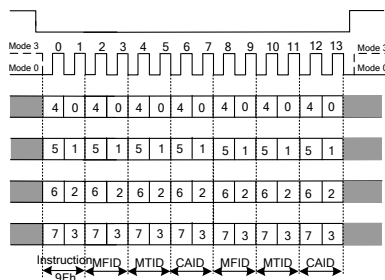 Mode 3 0 1 2 3 4 5 6 7 8 9 10 11 12 13 Mode 3
Mode 0 Mode 0
4 0 4 0 4 0 4 0 4 0 4 0 4 0
5 1 5 1 5 1 5 1 5 1 5 1 5 1
6 2 6 2 6 2 6 2 6 2 6 2 6 2
7 3 7 3 7 3 7 3 7 3 7 3 7 3
Instruction MFID MTID CAID MFID MTID CAID
9Fh